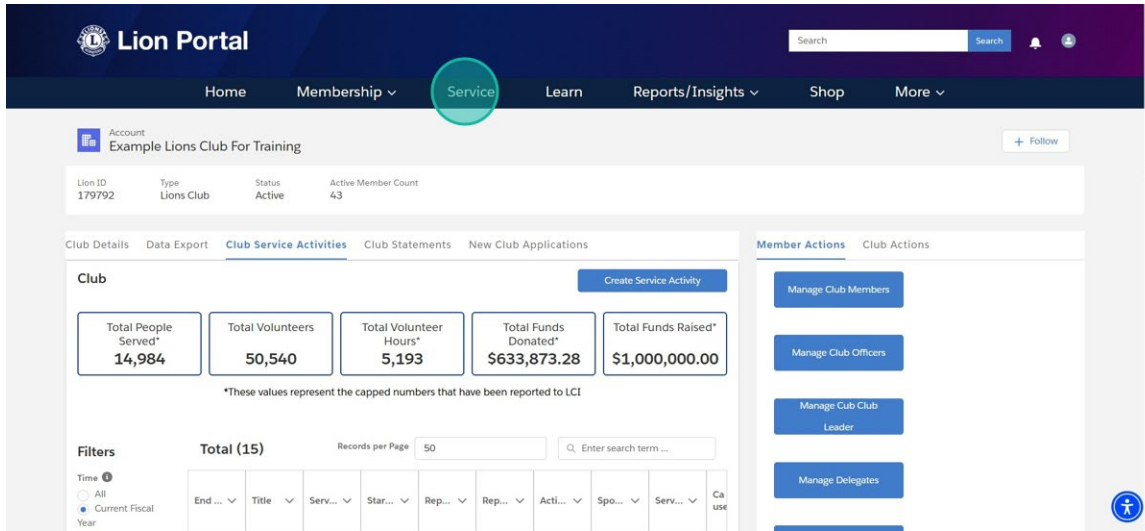 Lion Portal
Search
Search
Home Membership Service Learn Reports/Insights Shop More
Account
Example Lions Club For Training
+ Follow
Lion ID Type Status Active Member Count
179792 Lions Club Active 43
Club Details Data Export Club Service Activities Club Statements New Club Applications
Member Actions Club Actions
Club
Create Service Activity
Manage Club Members
Total People Served*
14,984
Total Volunteers
50,540
Total Volunteer Hours*
5,193
Total Funds Donated*
$633,873.28
Total Funds Raised*
$1,000,000.00
Manage Club Officers
*These values represent the capped numbers that have been reported to LCI
Manage Cub Club
Leader
Filters
Total (15)
Records per Page 50
Enter search term ...
Manage Delegates
Time
All
Current Fiscal
Year
End ... Title Serv... Star... Rep... Rep... Acti... Spo... Serv... Ca
use